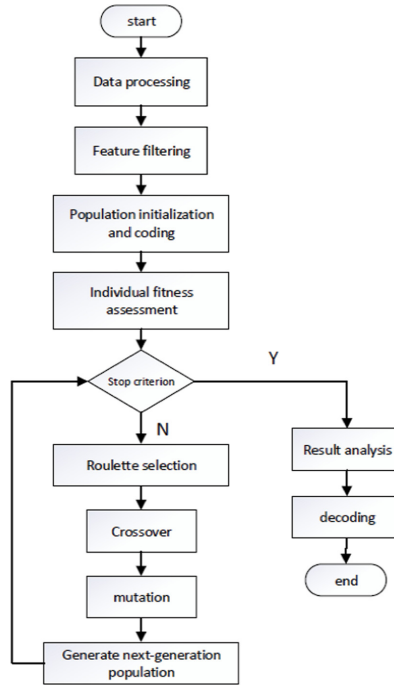 start
Data processing
Feature filtering
Population initialization
and coding
Individual fitness
assessment
Stop criterion
Y
N
Roulette selection
Crossover
mutation
Generate next-generation
population
Result analysis
decoding
end